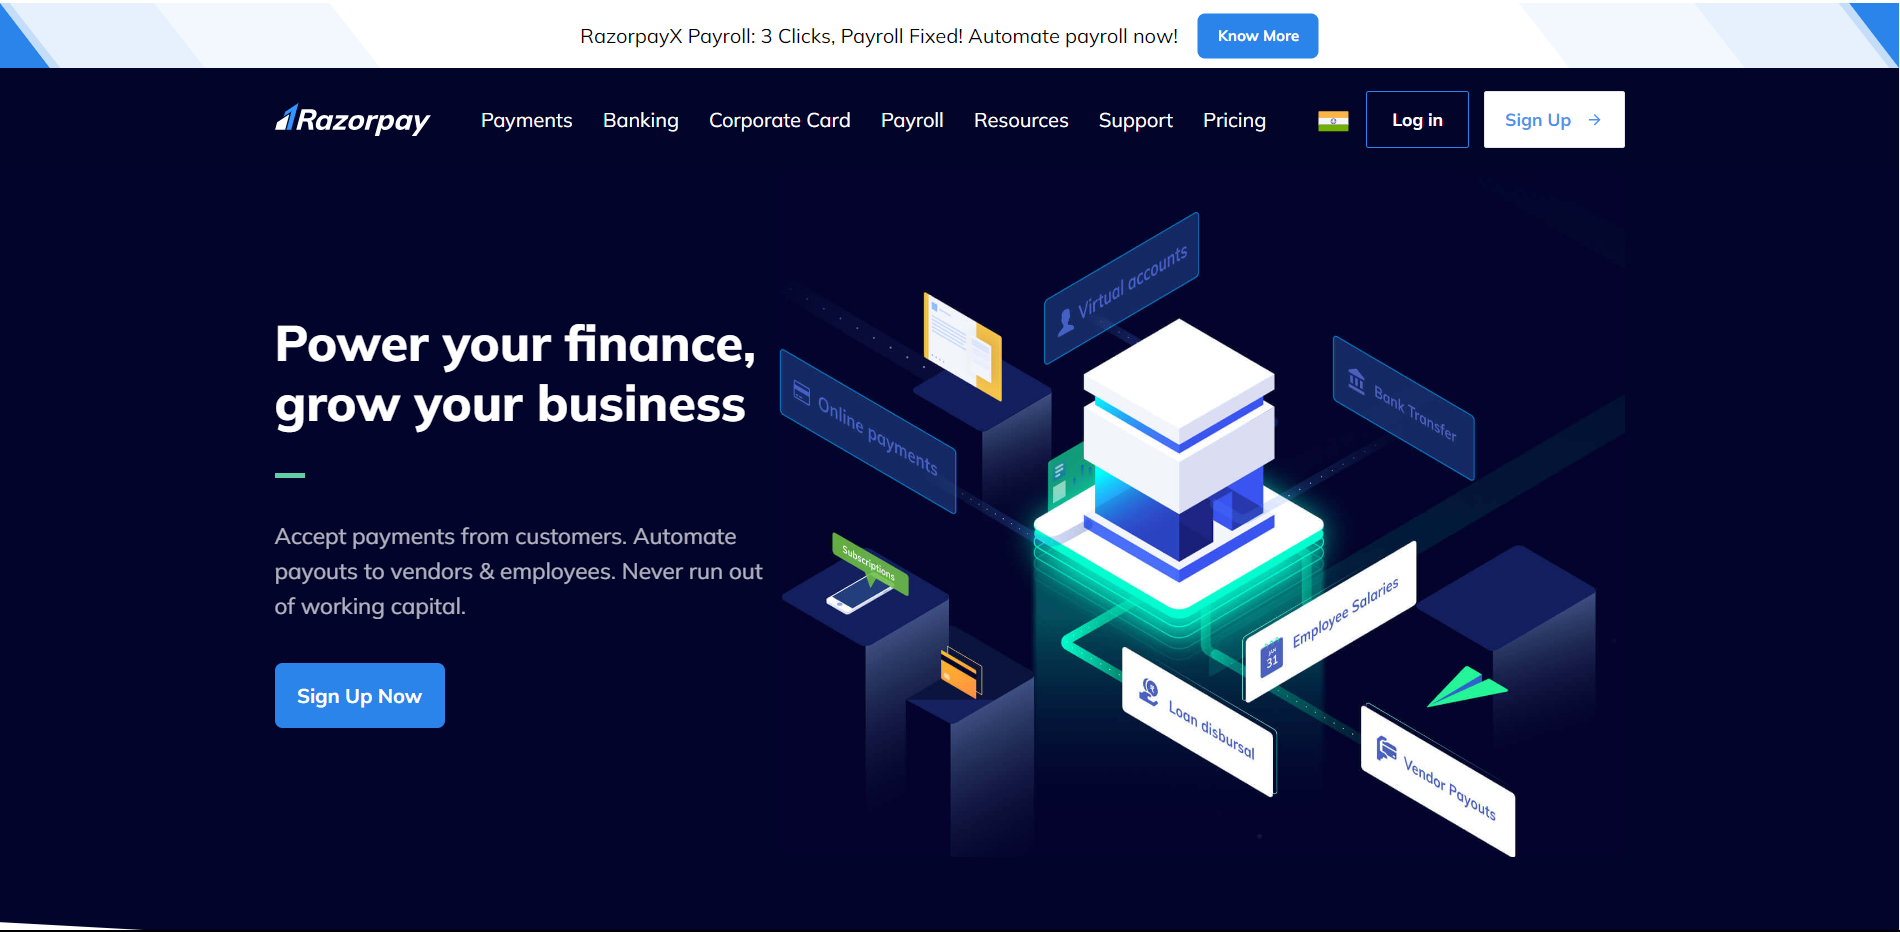 RazorpayX Payroll: 3 Clicks, Payroll Fixed! Automate payroll now!
Know More
Razorpay
Payments
Banking
Corporate Card
Payroll
Resources
Support
Pricing
Log in
Sign Up →
Power your finance,
grow your business
Accept payments from customers. Automate
payouts to vendors & employees. Never run out
of working capital.
Sign Up Now
Virtual accounts
Online payments
Bank Transfer
Subscriptions
JAN
31
Employee Salaries
Loan disbursal
Vendor Payouts